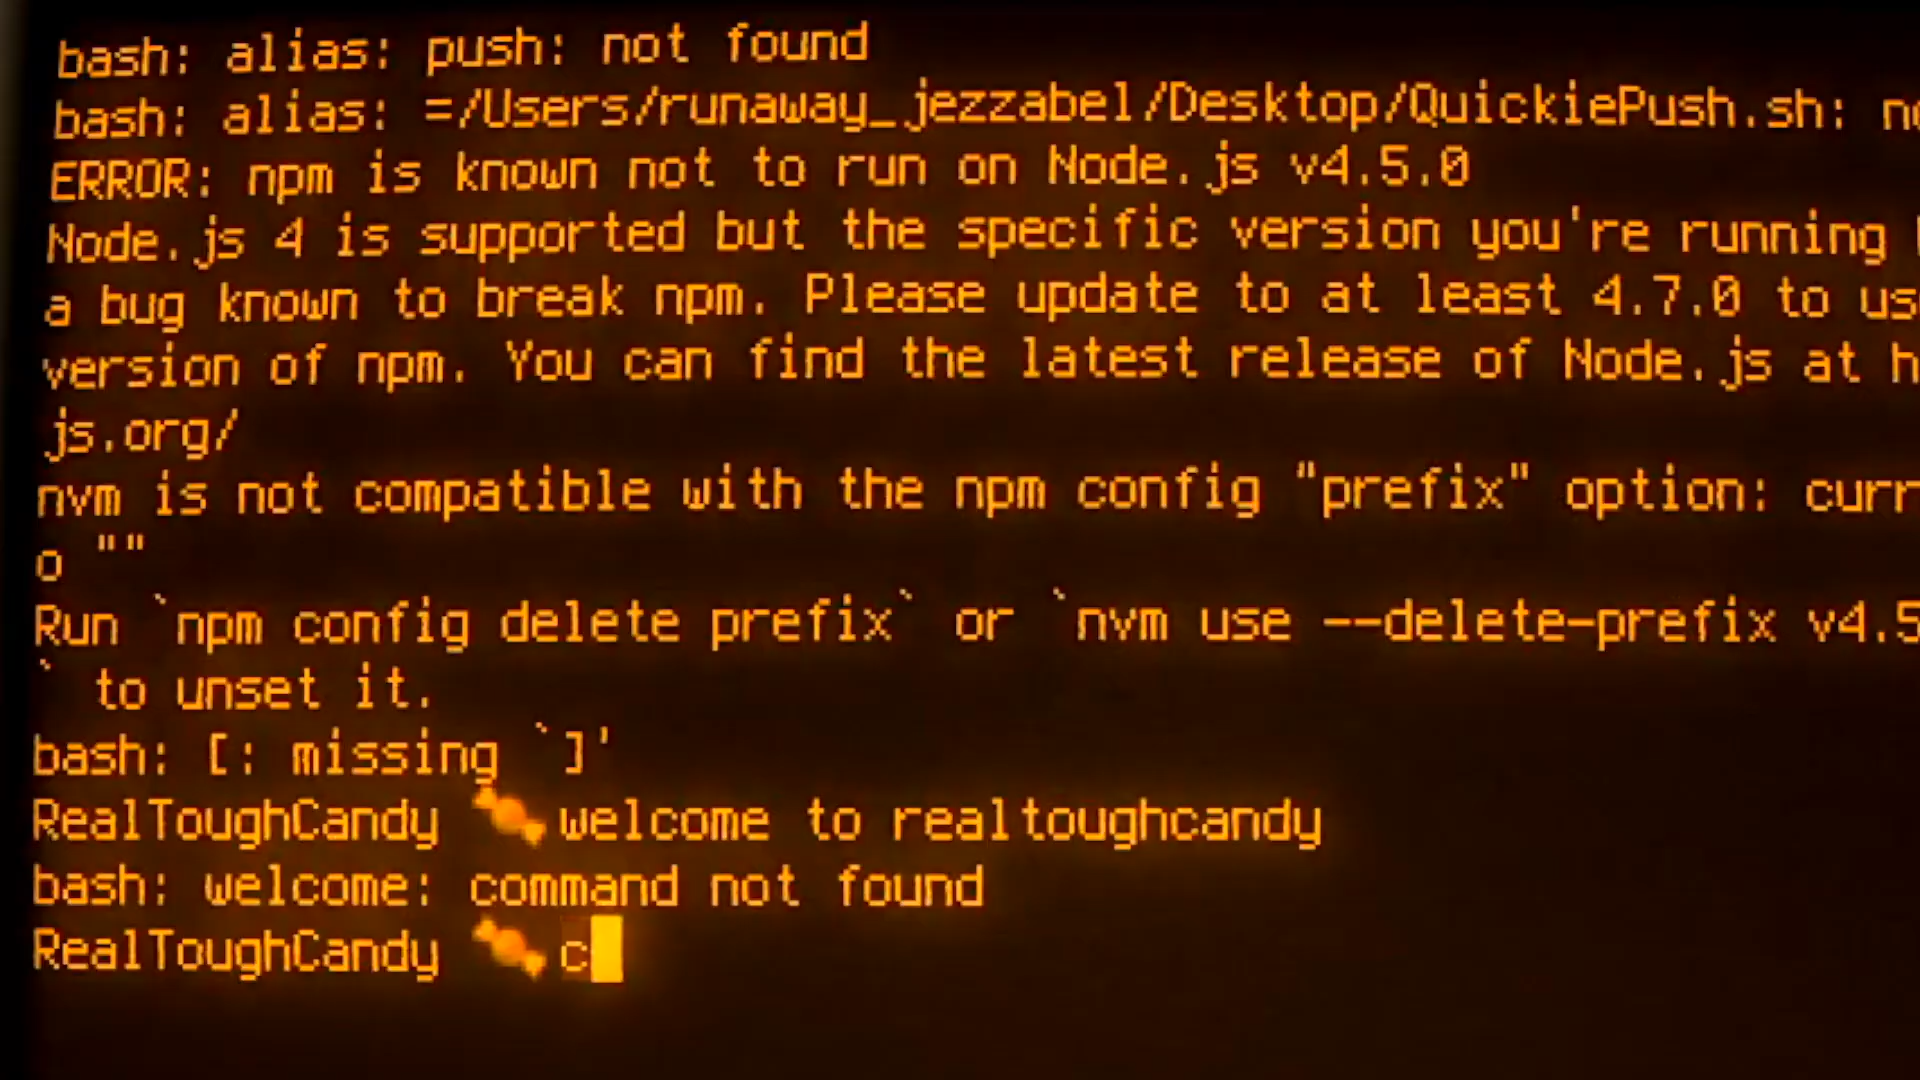 bash: alias: push: not found
bash: alias: =/Users/runaway_jezzabel/Desktop/QuickiePush.sh:
ERROR: npm is known not to run on Node.js v4.5.0
Node.js 4 is supported but the specific version you're running
a bug known to break npm. Please update to at least 4.7.0 to
version of npm. You can find the latest release of Node.js at
js.org/
nvm is not compatible with the npm config "prefix" option:
o ""
Run `npm config delete prefix` or `nvm use --delete-prefix v4.5
` to unset it.
bash: [: missing `]'
RealToughCandy 🍬welcome to realtoughcandy
bash: welcome: command not found
RealToughCandy 🍬c